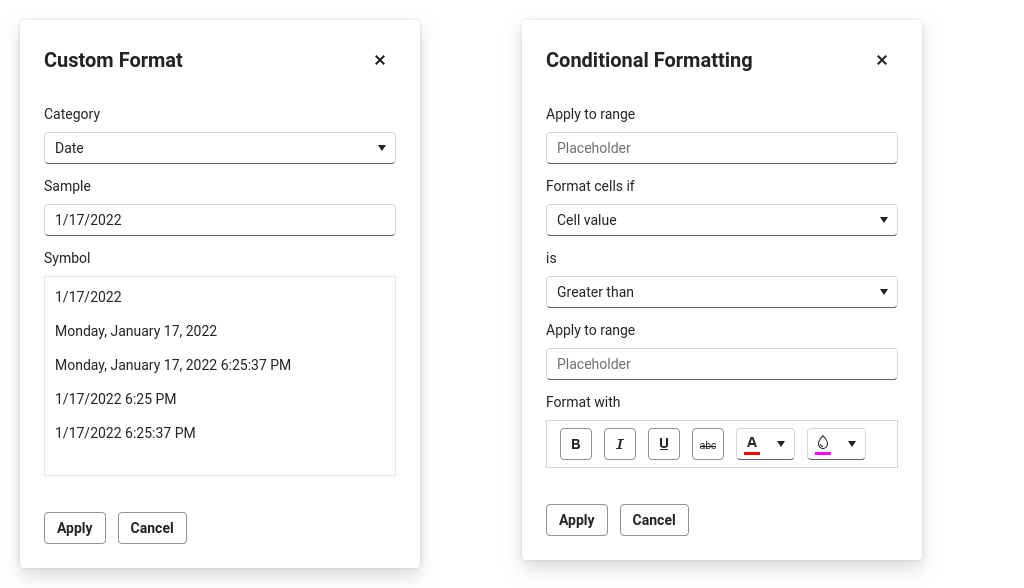 Custom Format
Category
Date
Sample
1/17/2022
Symbol
1/17/2022
Monday, January 17, 2022
Monday, January 17, 2022 6:25:37 PM
1/17/2022 6:25 PM
1/17/2022 6:25:37 PM
Apply Cancel
Conditional Formatting
Apply to range
Placeholder
Format cells if
Cell value
is
Greater than
Apply to range
Placeholder
Format with
B I U abc A
Apply Cancel